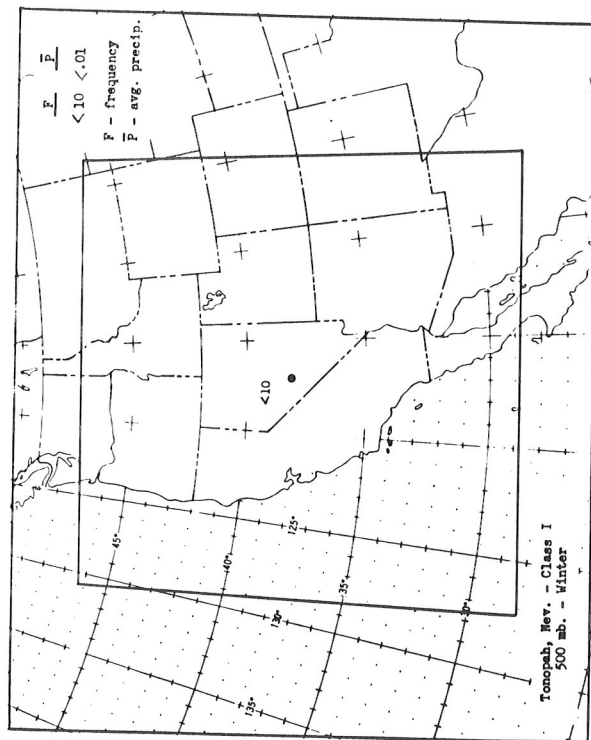 F P̅
<10 <.01
F - frequency
P̅ - avg. precip.
<10
45°
40°
35°
30°
125°
130°
135°
Tonopah, Nev. - Class I
500 mb. - Winter